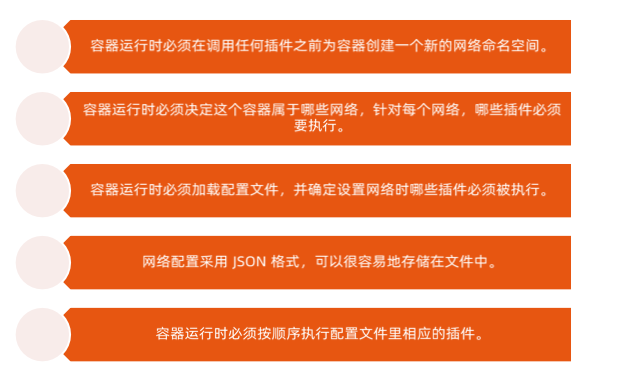 容器运行时必须在调用任何插件之前为容器创建一个新的网络命名空间。
容器运行时必须决定这个容器属于哪些网络，针对每个网络，哪些插件必须
要执行。
容器运行时必须加载配置文件，并确定设置网络时哪些插件必须被执行。
网络配置采用 JSON 格式，可以很容易地存储在文件中。
容器运行时必须按顺序执行配置文件里相应的插件。